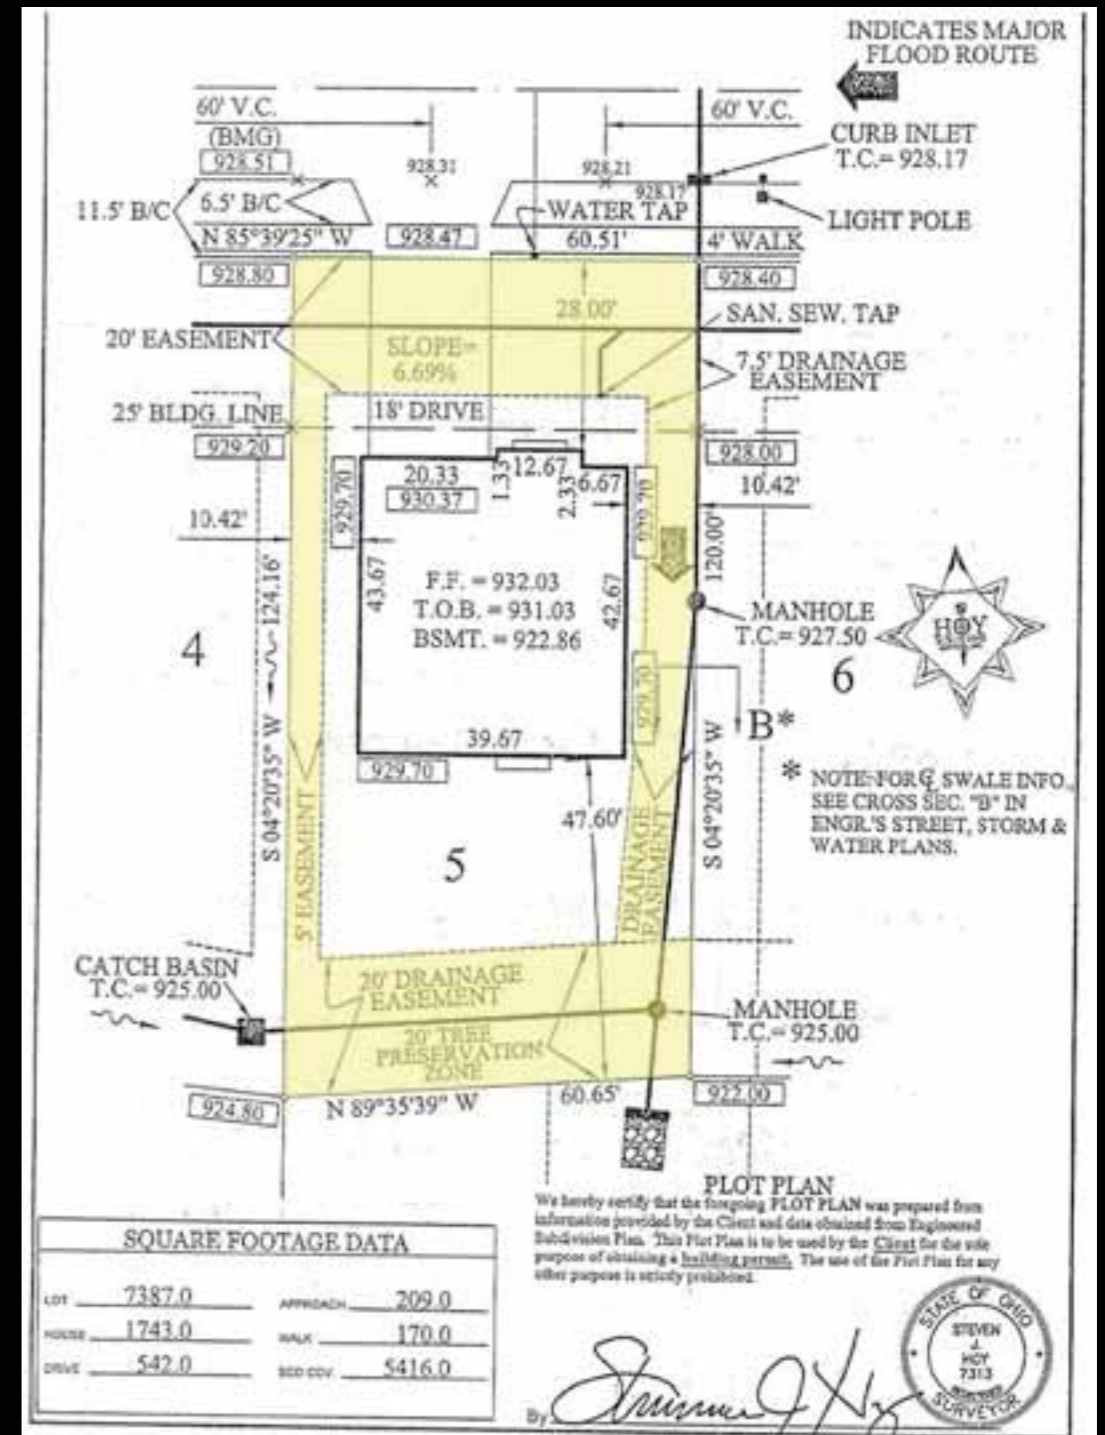 INDICATES MAJOR
FLOOD ROUTE
60' V.C.
60' V.C.
(BMG)
928.51
928.31
928.21
CURB INLET
T.C.= 928.17
928.17
11.5' B/C
6.5' B/C
WATER TAP
LIGHT POLE
N 85°39'25" W
928.47
60.51'
4' WALK
928.80
928.40
28.00'
SAN. SEW. TAP
20' EASEMENT
SLOPE=
6.69%
7.5' DRAINAGE
EASEMENT
25' BLDG. LINE
18' DRIVE
929.20
928.00
20.33
1.33
12.67
2.33
6.67
930.37
929.70
929.70
10.42'
10.42'
120.00'
124.16'
43.67
42.67
F.F. = 932.03
T.O.B. = 931.03
BSMT. = 922.86
MANHOLE
T.C.= 927.50
HOY
4
6
929.70
B*
39.67
929.70
S 04°20'35" W
S 04°20'35" W
* NOTE: FOR ℄ SWALE INFO.,
SEE CROSS SEC. "B" IN
ENGR.'S STREET, STORM &
WATER PLANS.
47.60'
5' EASEMENT
5
DRAINAGE
EASEMENT
CATCH BASIN
T.C.= 925.00
20' DRAINAGE
EASEMENT
20' TREE
PRESERVATION
ZONE
MANHOLE
T.C.= 925.00
924.80
N 89°35'39" W
60.65'
922.00
PLOT PLAN
We hereby certify that the foregoing PLOT PLAN was prepared from
information provided by the Client and data obtained from Engineered
Subdivision Plan. This Plot Plan is to be used by the Client for the sole
purpose of obtaining a building permit. The use of the Plot Plan for any
other purpose is strictly prohibited.
SQUARE FOOTAGE DATA
LOT 7387.0 APPROACH 209.0
HOUSE 1743.0 WALK 170.0
DRIVE 542.0 SOD COV. 5416.0
STATE OF OHIO
STEVEN
J.
HOY
7313
REGISTERED
SURVEYOR
By